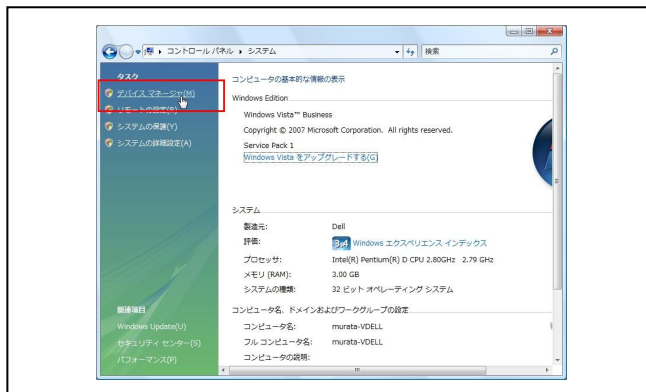 コントロール パネル ▸ システム
検索
タスク
デバイス マネージャ(M)
リモートの設定(R)
システムの保護(Y)
システムの詳細設定(A)
関連項目
Windows Update(U)
セキュリティ センター(S)
パフォーマンス(P)
コンピュータの基本的な情報の表示
Windows Edition
Windows Vista™ Business
Copyright © 2007 Microsoft Corporation. All rights reserved.
Service Pack 1
Windows Vista をアップグレードする(G)
システム
製造元: Dell
評価: 3.4 Windows エクスペリエンス インデックス
プロセッサ: Intel(R) Pentium(R) D CPU 2.80GHz 2.79 GHz
メモリ (RAM): 3.00 GB
システムの種類: 32 ビット オペレーティング システム
コンピュータ名、ドメインおよびワークグループの設定
コンピュータ名: murata-VDELL
フル コンピュータ名: murata-VDELL
コンピュータの説明: